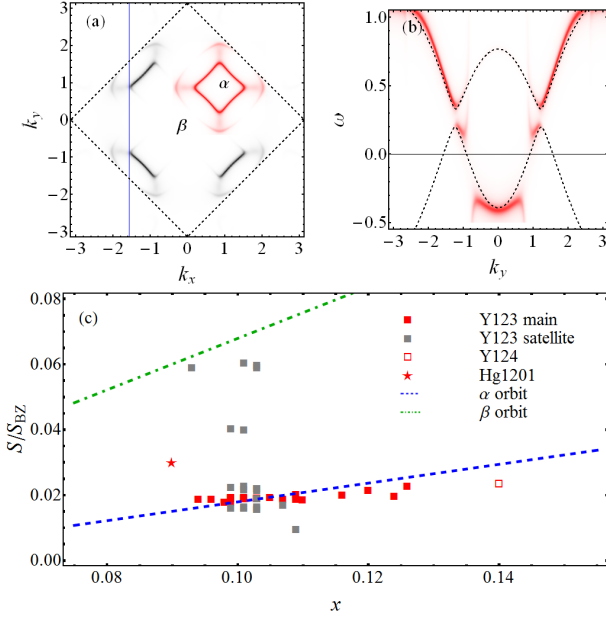 (a)
3
2
1
0
−1
−2
−3
k_y
α
β
−3 −2 −1 0 1 2 3
k_x
(b)
1.0
0.5
0.0
−0.5
ω
−3 −2 −1 0 1 2 3
k_y
(c)
0.08
0.06
0.04
0.02
0.00
S/S_BZ
Y123 main
Y123 satellite
Y124
Hg1201
α orbit
β orbit
0.08 0.10 0.12 0.14
x